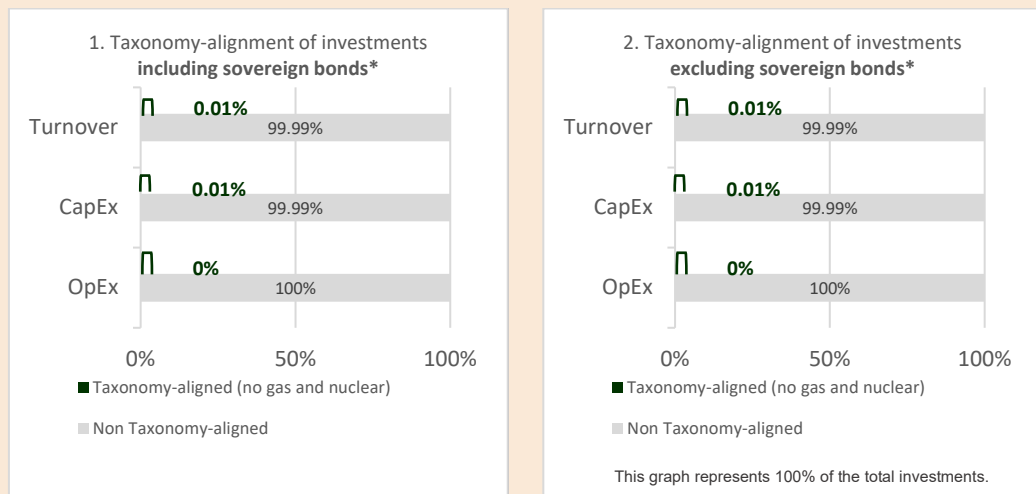 1. Taxonomy-alignment of investments
including sovereign bonds*
Turnover
0.01%
99.99%
CapEx
0.01%
99.99%
OpEx
0%
100%
0%
50%
100%
Taxonomy-aligned (no gas and nuclear)
Non Taxonomy-aligned
2. Taxonomy-alignment of investments
excluding sovereign bonds*
Turnover
0.01%
99.99%
CapEx
0.01%
99.99%
OpEx
0%
100%
0%
50%
100%
Taxonomy-aligned (no gas and nuclear)
Non Taxonomy-aligned
This graph represents 100% of the total investments.